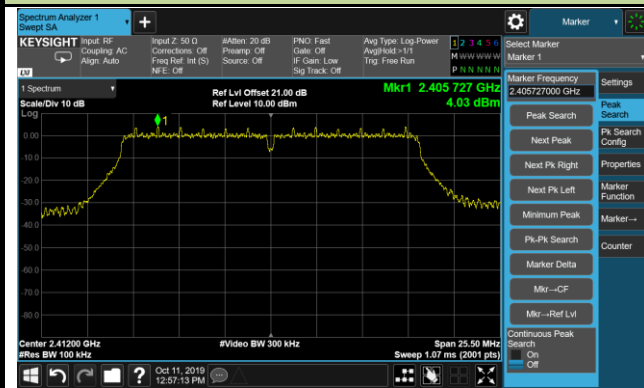 Spectrum Analyzer 1
Swept SA
+
Marker
KEYSIGHT
Input: RF
Coupling: AC
Align: Auto
Input Z: 50 Ω
Corrections: Off
Freq Ref: Int (S)
NFE: Off
#Atten: 20 dB
Preamp: Off
Source: Off
PNO: Fast
Gate: Off
IF Gain: Low
Sig Track: Off
Avg Type: Log-Power
Avg|Hold:>1/1
Trig: Free Run
1 2 3 4 5 6
M W W W W W
P N N N N N
LXI
Select Marker
Marker 1
1 Spectrum
Scale/Div 10 dB
Log
Ref Lvl Offset 21.00 dB
Ref Level 10.00 dBm
Mkr1 2.405 727 GHz
4.03 dBm
1
0.00
-10.0
-20.0
-30.0
-40.0
-50.0
-60.0
-70.0
-80.0
Center 2.41200 GHz
#Res BW 100 kHz
#Video BW 300 kHz
Span 25.50 MHz
Sweep 1.07 ms (2001 pts)
Marker Frequency
2.405727000 GHz
Peak Search
Next Peak
Next Pk Right
Next Pk Left
Minimum Peak
Pk-Pk Search
Marker Delta
Mkr→CF
Mkr→Ref Lvl
Continuous Peak
Search
On
Off
Settings
Peak
Search
Pk Search
Config
Properties
Marker
Function
Marker→
Counter
?
Oct 11, 2019
12:57:13 PM